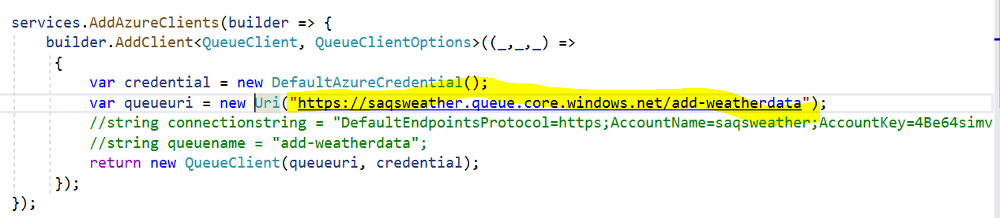 services.AddAzureClients(builder => {
builder.AddClient<QueueClient, QueueClientOptions>((_,_,_) =>
{
var credential = new DefaultAzureCredential();
var queueuri = new Uri("https://saqsweather.queue.core.windows.net/add-weatherdata");
//string connectionstring = "DefaultEndpointsProtocol=https;AccountName=saqsweather;AccountKey=4Be64simv
//string queuename = "add-weatherdata";
return new QueueClient(queueuri, credential);
});
});